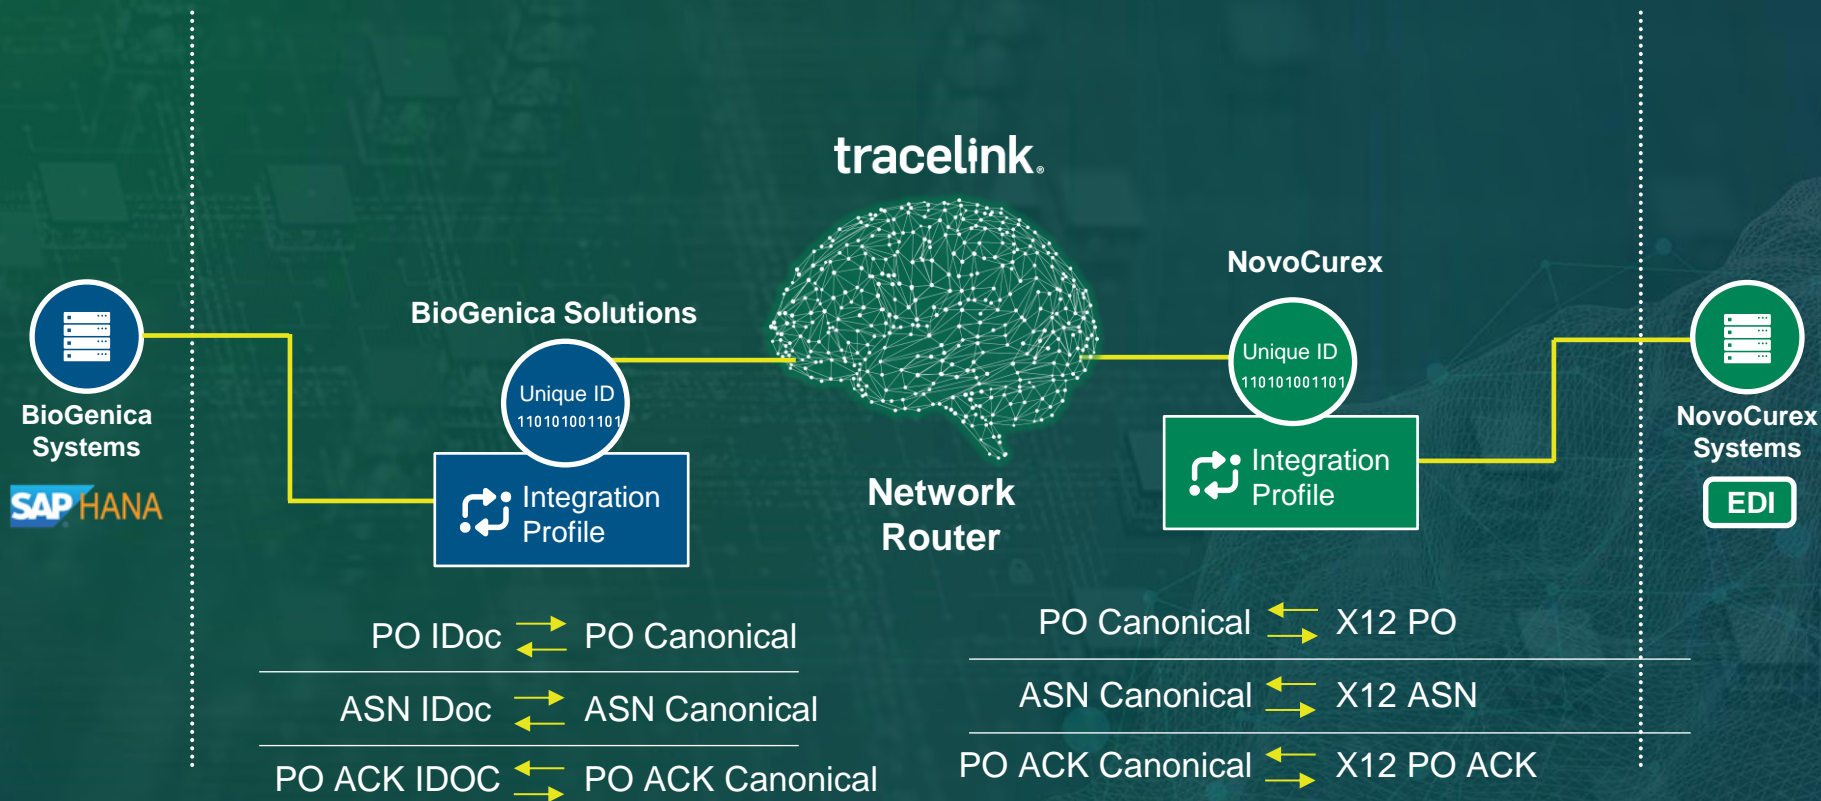 tracelink®
NovoCurex
BioGenica Solutions
Unique ID
110101001101
Unique ID
110101001101
BioGenica
Systems
NovoCurex
Systems
SAP HANA
EDI
Integration
Profile
Integration
Profile
Network
Router
PO IDoc PO Canonical
ASN IDoc ASN Canonical
PO ACK IDOC PO ACK Canonical
PO Canonical X12 PO
ASN Canonical X12 ASN
PO ACK Canonical X12 PO ACK